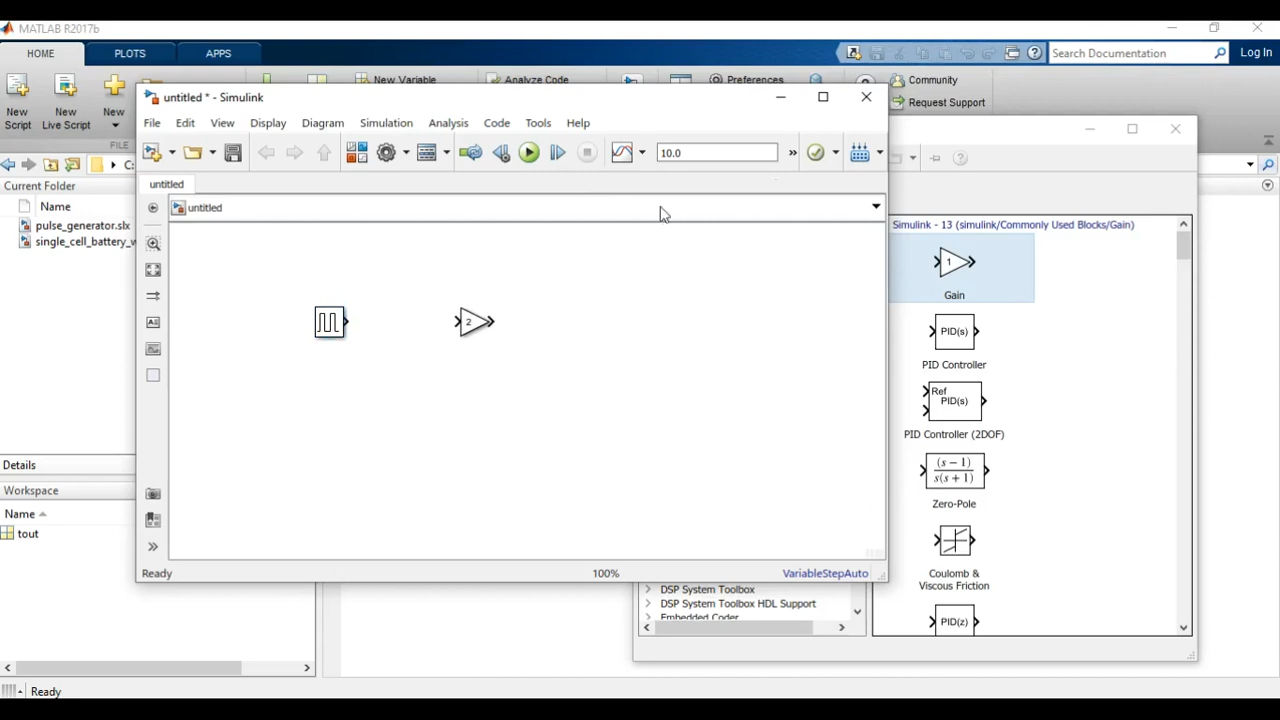 MATLAB R2017b
HOME
PLOTS
APPS
Search Documentation
Log In
New Variable
Analyze Code
Preferences
Community
Request Support
New
Script
New
Live Script
New
FILE
untitled * - Simulink
File
Edit
View
Display
Diagram
Simulation
Analysis
Code
Tools
Help
10.0
»
untitled
untitled
C:
Current Folder
Name
pulse_generator.slx
single_cell_battery_w
Details
Workspace
Name
tout
2
Ready
100%
VariableStepAuto
Simulink - 13 (simulink/Commonly Used Blocks/Gain)
1
Gain
PID(s)
PID Controller
Ref
PID(s)
PID Controller (2DOF)
(s − 1)
s(s + 1)
Zero-Pole
Coulomb &
Viscous Friction
PID(z)
DSP System Toolbox
DSP System Toolbox HDL Support
Embedded Coder
Ready